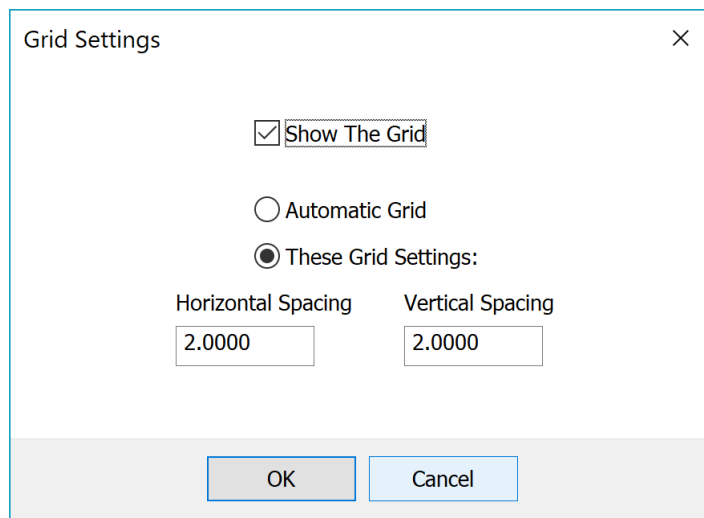 Grid Settings
Show The Grid
Automatic Grid
These Grid Settings:
Horizontal Spacing Vertical Spacing
2.0000 2.0000
OK Cancel